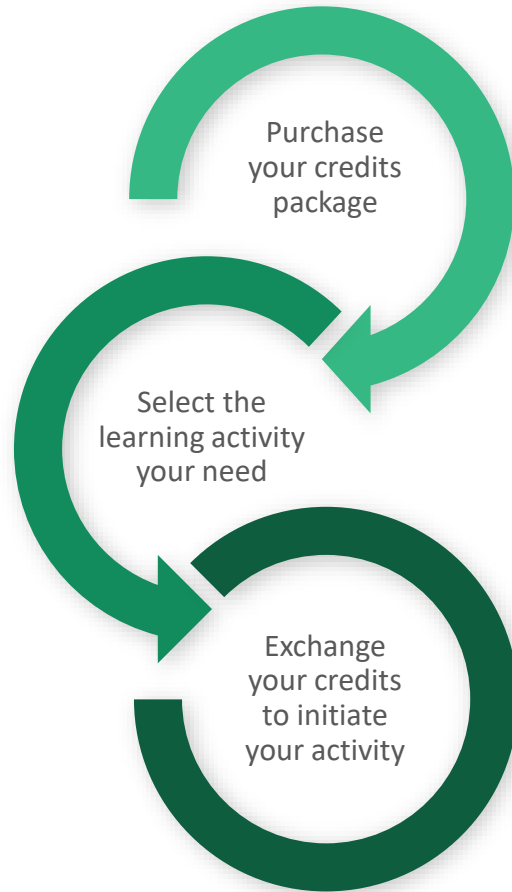 Purchase
your credits
package
Select the
learning activity
your need
Exchange
your credits
to initiate
your activity